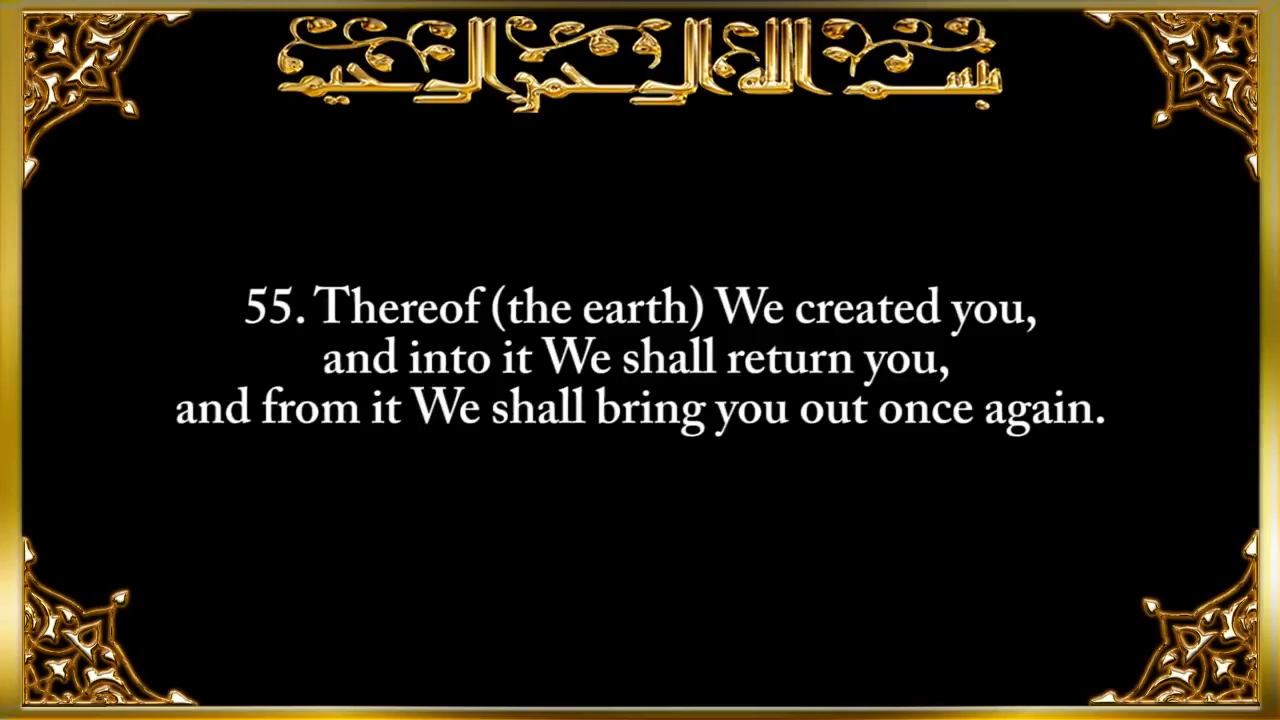 بسم الله الرحمن الرحيم
55. Thereof (the earth) We created you,
and into it We shall return you,
and from it We shall bring you out once again.